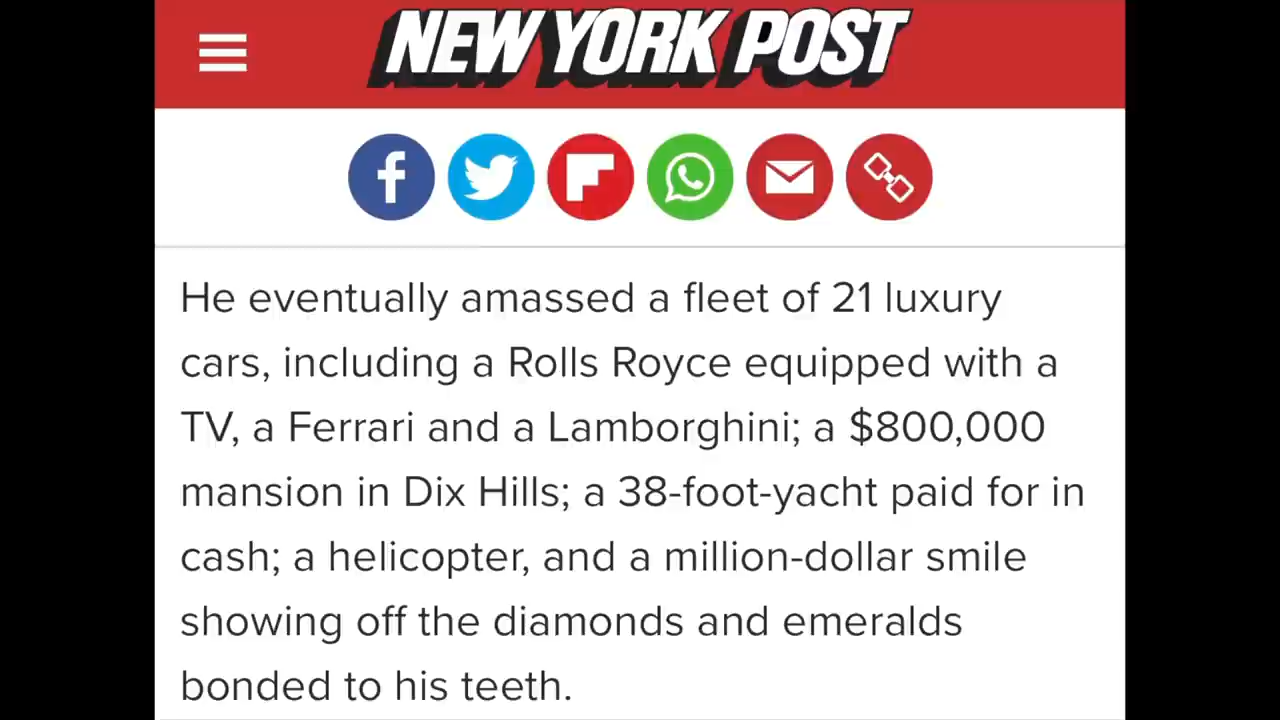 NEW YORK POST
He eventually amassed a fleet of 21 luxury
cars, including a Rolls Royce equipped with a
TV, a Ferrari and a Lamborghini; a $800,000
mansion in Dix Hills; a 38-foot-yacht paid for in
cash; a helicopter, and a million-dollar smile
showing off the diamonds and emeralds
bonded to his teeth.